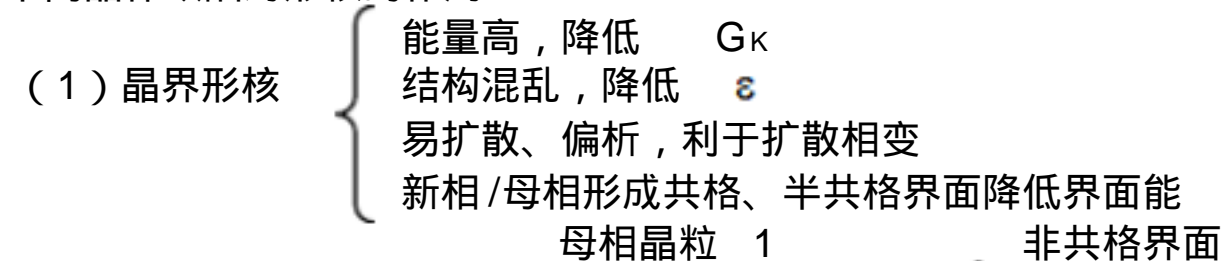 能量高，降低 GK
（1）晶界形核 结构混乱，降低 ε
易扩散、偏析，利于扩散相变
新相/母相形成共格、半共格界面降低界面能
母相晶粒 1 非共格界面